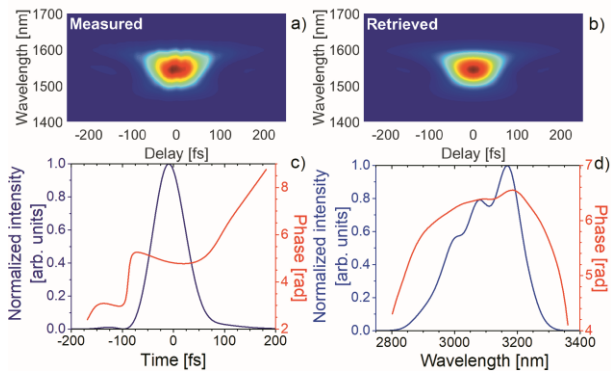 Measured
a)
Wavelength [nm]
1700
1600
1500
1400
-200 -100 0 100 200
Delay [fs]
Retrieved
b)
Wavelength [nm]
1700
1600
1500
1400
-200 -100 0 100 200
Delay [fs]
c)
Normalized intensity
[arb. units]
1.0
0.8
0.6
0.4
0.2
0.0
-200 -100 0 100 200
Time [fs]
8
6
4
2
Phase [rad]
d)
Normalized intensity
[arb. units]
1.0
0.8
0.6
0.4
0.2
0.0
2800 3000 3200 3400
Wavelength [nm]
7
6
5
4
Phase [rad]